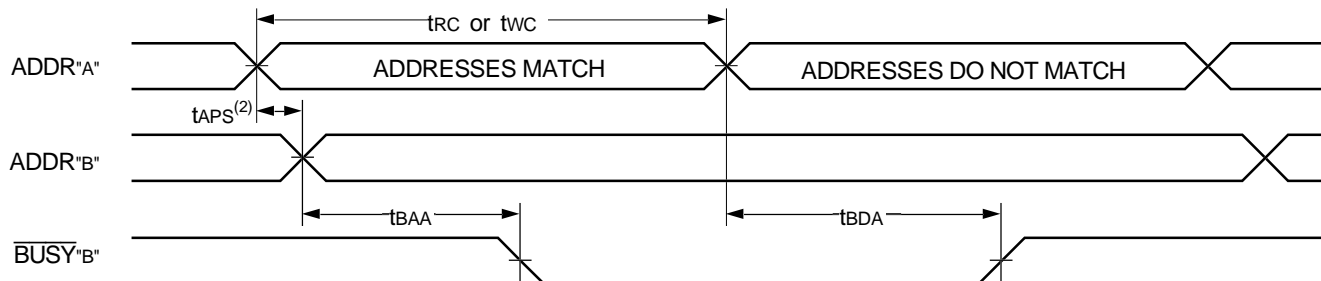 tRC or tWC
ADDR"A"
ADDRESSES MATCH
ADDRESSES DO NOT MATCH
tAPS(2)
ADDR"B"
tBAA
tBDA
BUSY"B"